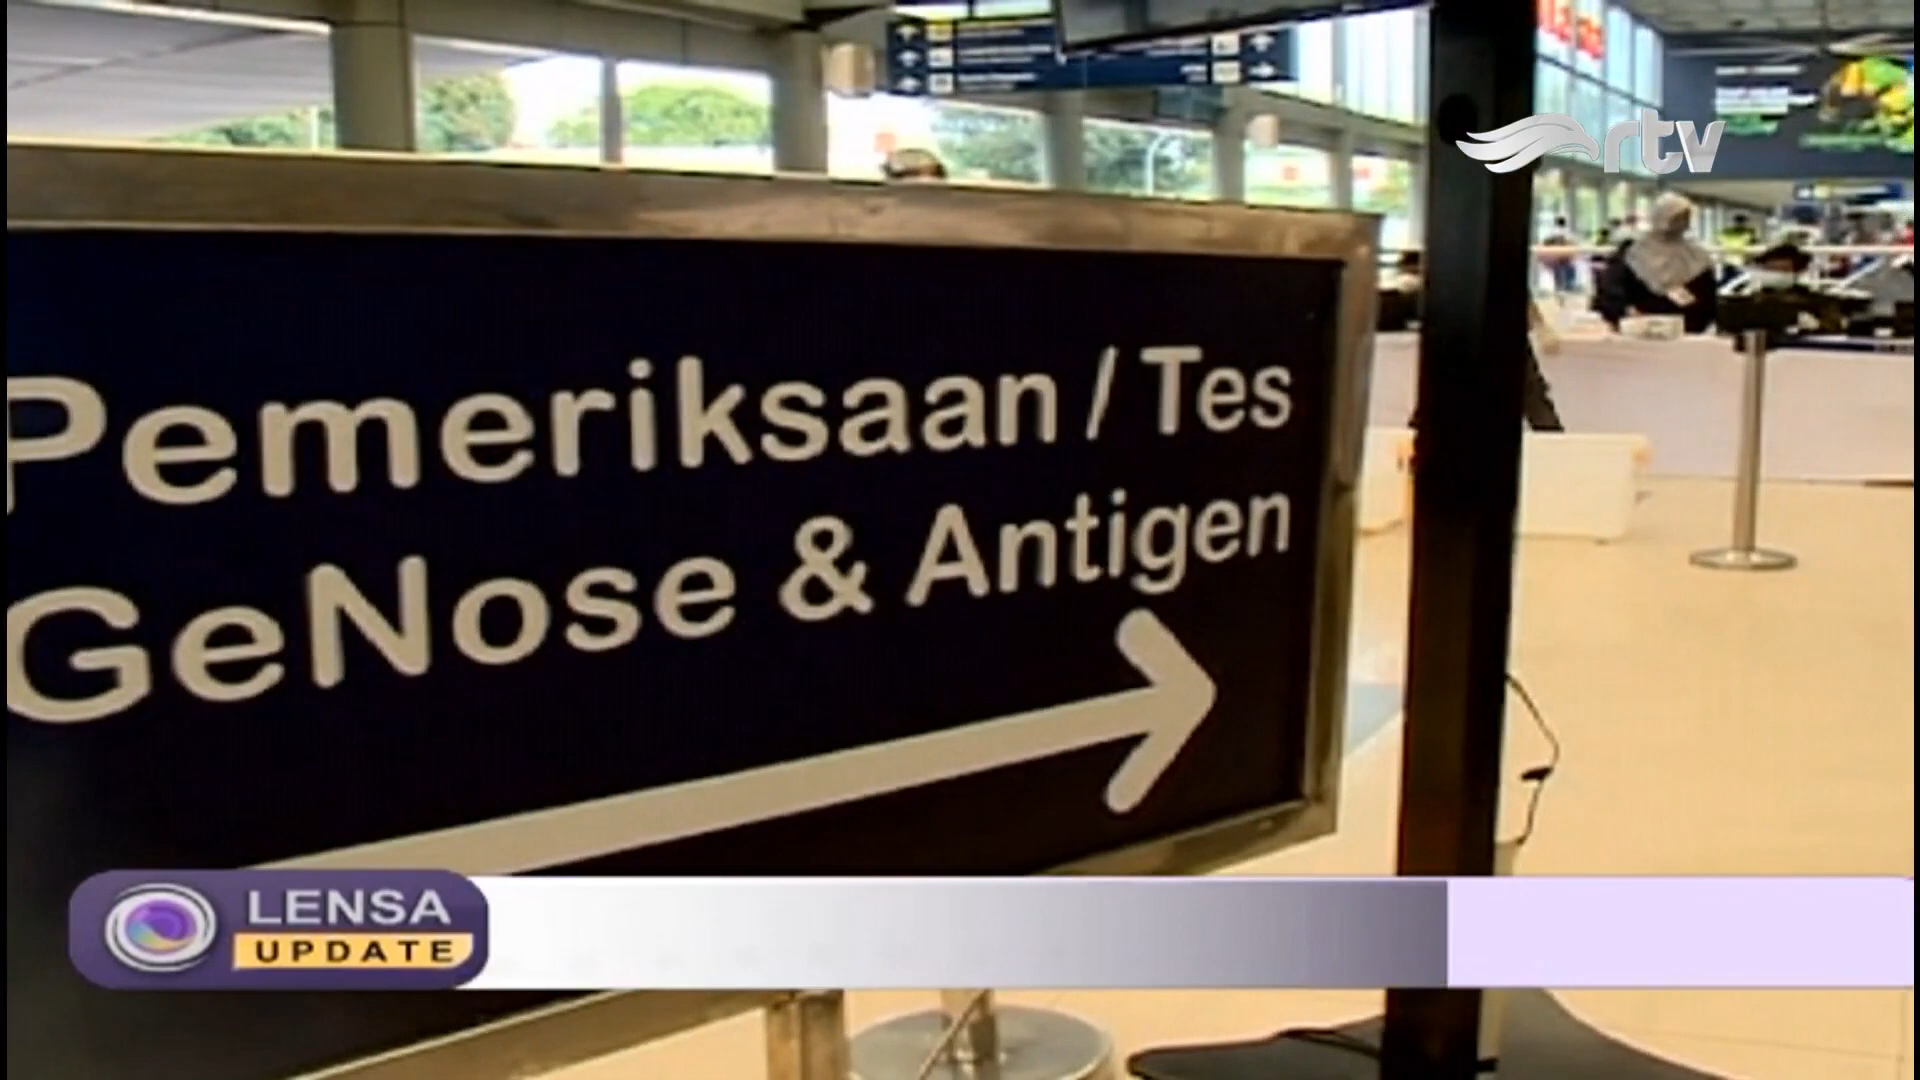 rtv
Pemeriksaan / Tes
GeNose & Antigen
LENSA
UPDATE